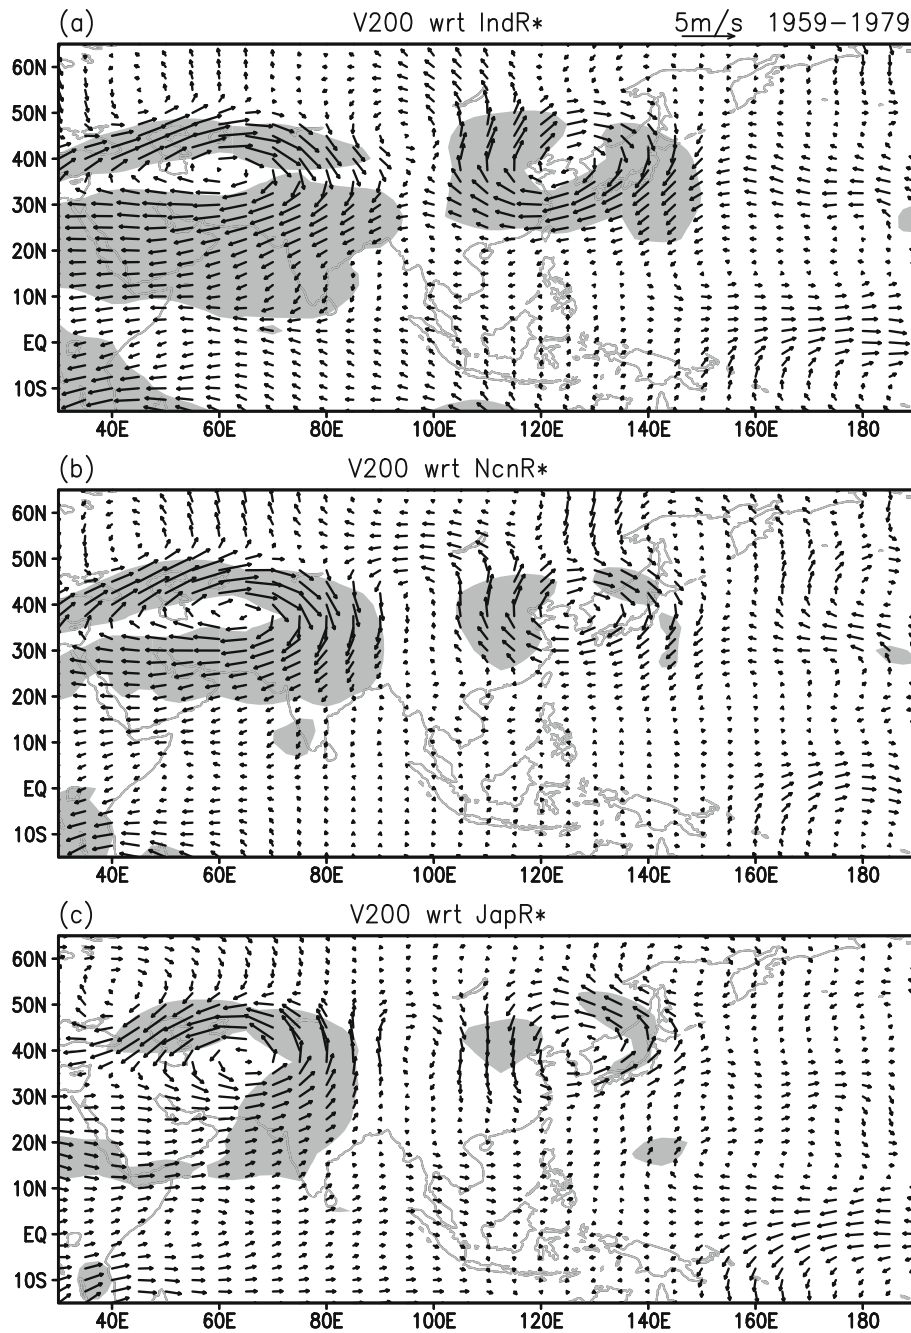 (a) V200 wrt IndR* 5m/s 1959−1979
60N
50N
40N
30N
20N
10N
EQ
10S
40E 60E 80E 100E 120E 140E 160E 180
(b) V200 wrt NcnR*
60N
50N
40N
30N
20N
10N
EQ
10S
40E 60E 80E 100E 120E 140E 160E 180
(c) V200 wrt JapR*
60N
50N
40N
30N
20N
10N
EQ
10S
40E 60E 80E 100E 120E 140E 160E 180